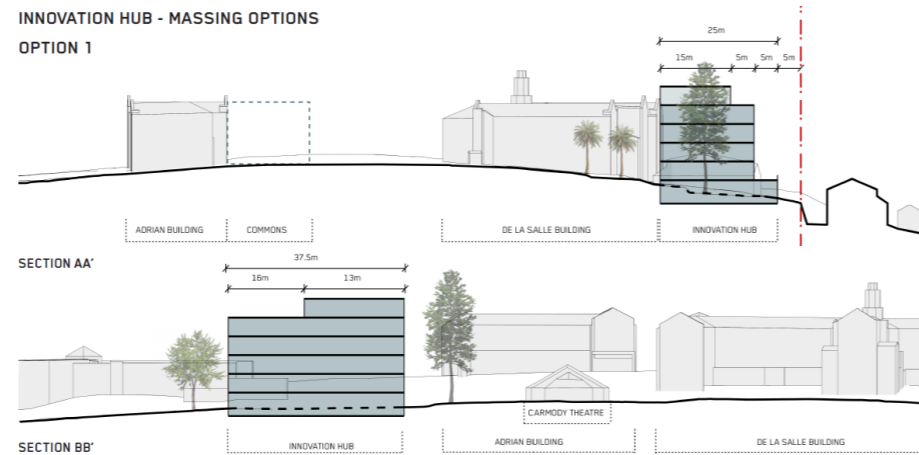 INNOVATION HUB - MASSING OPTIONS
OPTION 1
25m
15m 5m 5m 5m
ADRIAN BUILDING COMMONS DE LA SALLE BUILDING INNOVATION HUB
SECTION AA'
37.5m
16m 13m
CARMODY THEATRE
INNOVATION HUB ADRIAN BUILDING DE LA SALLE BUILDING
SECTION BB'